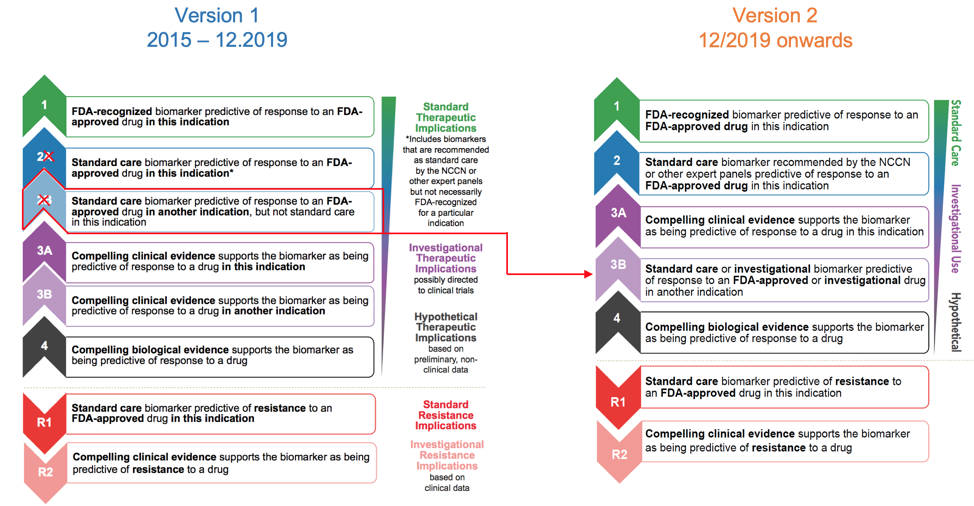 Version 1
2015 – 12.2019
1
FDA-recognized biomarker predictive of response to an FDA-
approved drug in this indication
2
Standard care biomarker predictive of response to an FDA-
approved drug in this indication*
Standard care biomarker predictive of response to an FDA-
approved drug in another indication, but not standard care
in this indication
3A
Compelling clinical evidence supports the biomarker as being
predictive of response to a drug in this indication
3B
Compelling clinical evidence supports the biomarker as being
predictive of response to a drug in another indication
4
Compelling biological evidence supports the biomarker as
being predictive of response to a drug
R1
Standard care biomarker predictive of resistance to an
FDA-approved drug in this indication
R2
Compelling clinical evidence supports the biomarker as being
predictive of resistance to a drug
Standard
Therapeutic
Implications
*Includes biomarkers
that are recommended
as standard care
by the NCCN or
other expert panels
but not necessarily
FDA-recognized
for a particular
indication
Investigational
Therapeutic
Implications
possibly directed
to clinical trials
Hypothetical
Therapeutic
Implications
based on
preliminary, non-
clinical data
Standard
Resistance
Implications
Investigational
Resistance
Implications
based on
clinical data
Version 2
12/2019 onwards
1
FDA-recognized biomarker predictive of response to an
FDA-approved drug in this indication
2
Standard care biomarker recommended by the NCCN
or other expert panels predictive of response to an
FDA-approved drug in this indication
3A
Compelling clinical evidence supports the biomarker
as being predictive of response to a drug in this indication
3B
Standard care or investigational biomarker predictive
of response to an FDA-approved or investigational drug
in another indication
4
Compelling biological evidence supports the biomarker
as being predictive of response to a drug
R1
Standard care biomarker predictive of resistance to
an FDA-approved drug in this indication
R2
Compelling clinical evidence supports the biomarker
as being predictive of resistance to a drug
Standard Care
Investigational Use
Hypothetical